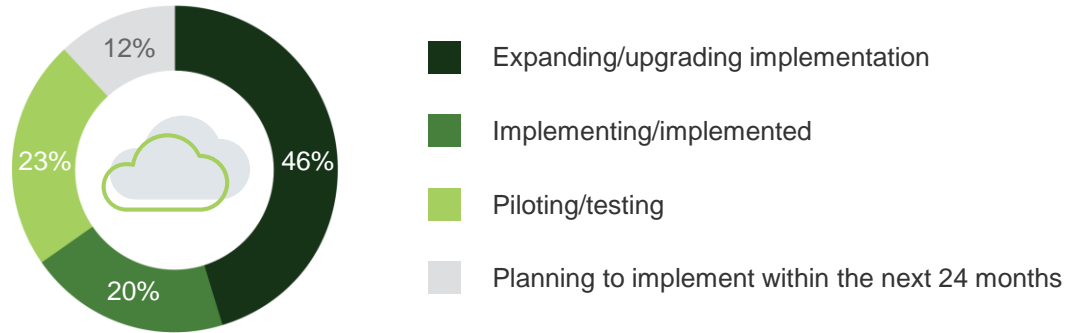 12%
23%
46%
20%
Expanding/upgrading implementation
Implementing/implemented
Piloting/testing
Planning to implement within the next 24 months